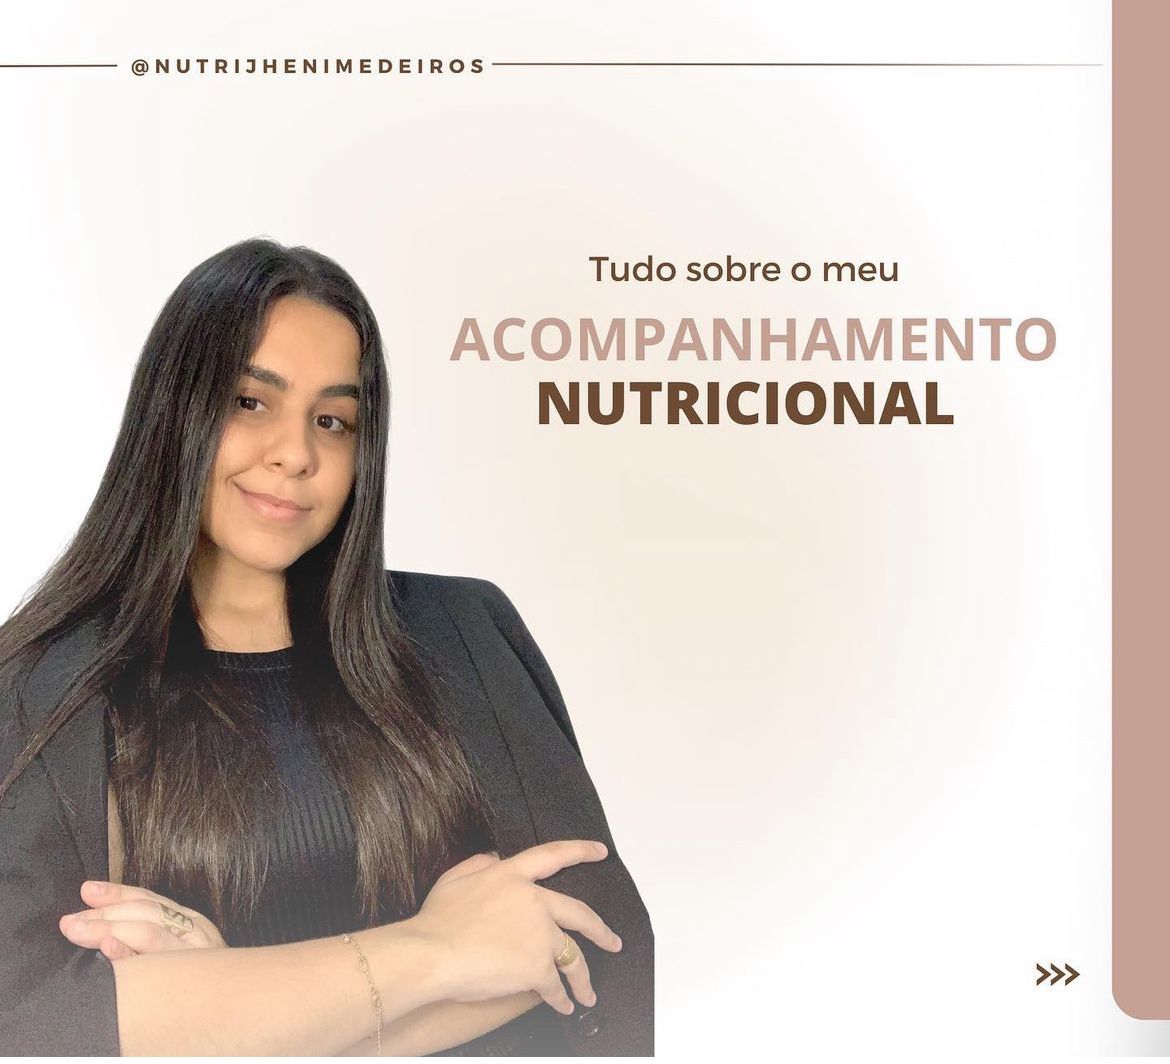 @NUTRIJHENIMEDEIROS
Tudo sobre o meu
ACOMPANHAMENTO
NUTRICIONAL
>>>